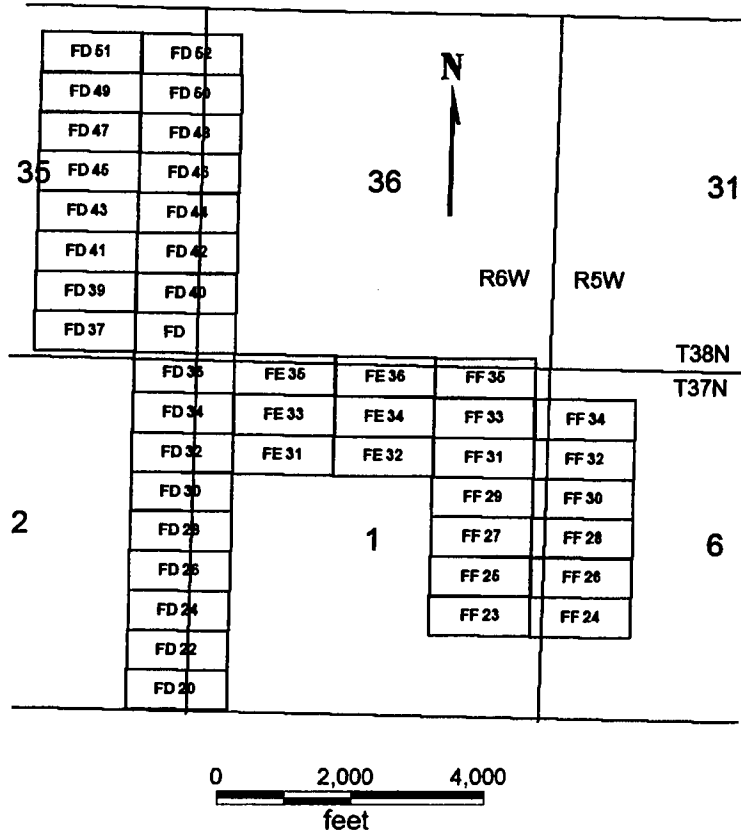 FD 51 FD 52
N
FD 49 FD 50
FD 47 FD 48
35 FD 45 FD 46 36 31
FD 43 FD 44
FD 41 FD 42
R6W R5W
FD 39 FD 40
FD 37 FD
T38N
FD 36 FE 35 FE 36 FF 35
T37N
FD 34 FE 33 FE 34 FF 33 FF 34
FD 32 FE 31 FE 32 FF 31 FF 32
FD 30 FF 29 FF 30
2 FD 28 1 FF 27 FF 28 6
FD 26 FF 25 FF 26
FD 24 FF 23 FF 24
FD 22
FD 20
0 2,000 4,000
feet